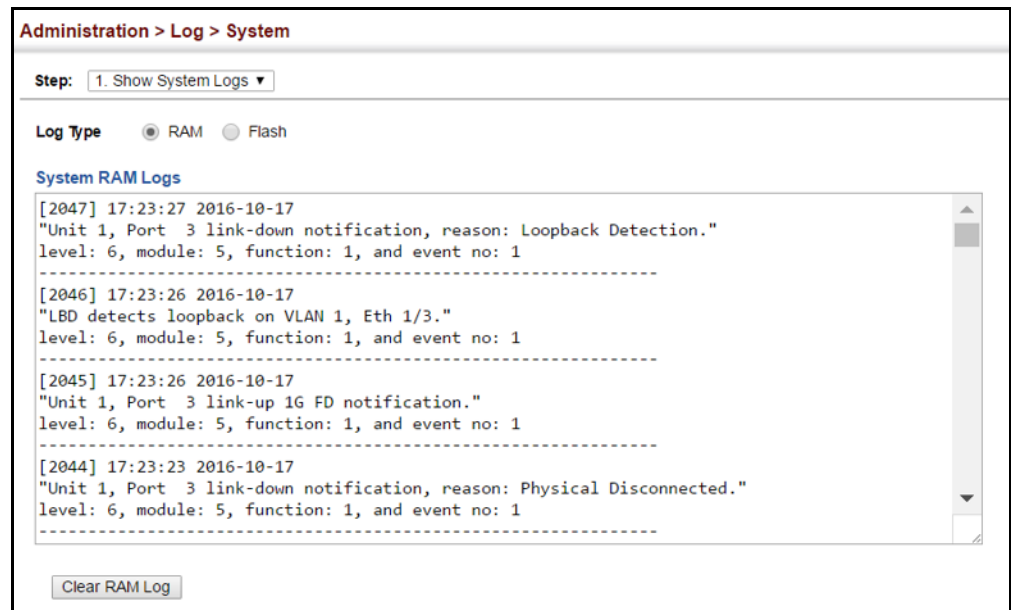 Administration > Log > System
Step: 1. Show System Logs ▼
Log Type RAM Flash
System RAM Logs
[2047] 17:23:27 2016-10-17
"Unit 1, Port  3 link-down notification, reason: Loopback Detection."
level: 6, module: 5, function: 1, and event no: 1
---------------------------------------------------------------
[2046] 17:23:26 2016-10-17
"LBD detects loopback on VLAN 1, Eth 1/3."
level: 6, module: 5, function: 1, and event no: 1
---------------------------------------------------------------
[2045] 17:23:26 2016-10-17
"Unit 1, Port  3 link-up 1G FD notification."
level: 6, module: 5, function: 1, and event no: 1
---------------------------------------------------------------
[2044] 17:23:23 2016-10-17
"Unit 1, Port  3 link-down notification, reason: Physical Disconnected."
level: 6, module: 5, function: 1, and event no: 1
---------------------------------------------------------------
Clear RAM Log